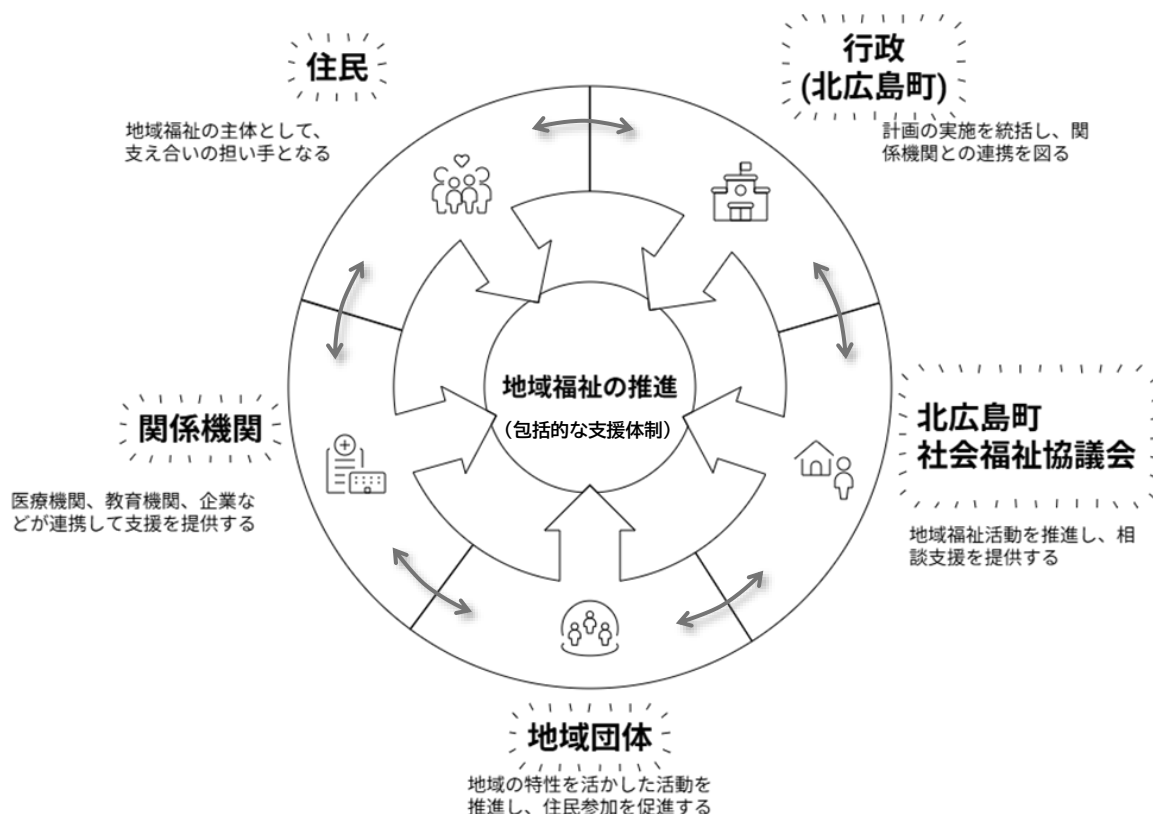 住民
地域福祉の主体として、
支え合いの担い手となる
行政
(北広島町)
計画の実施を統括し、関
係機関との連携を図る
地域福祉の推進
（包括的な支援体制）
関係機関
医療機関、教育機関、企業な
どが連携して支援を提供する
北広島町
社会福祉協議会
地域福祉活動を推進し、相
談支援を提供する
地域団体
地域の特性を活かした活動を
推進し、住民参加を促進する